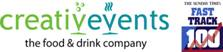 creativevents
the food & drink company
THE SUNDAY TIMES
FAST
TRACK
100